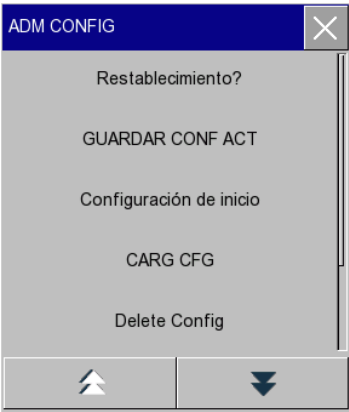 ADM CONFIG
Restablecimiento?
GUARDAR CONF ACT
Configuración de inicio
CARG CFG
Delete Config